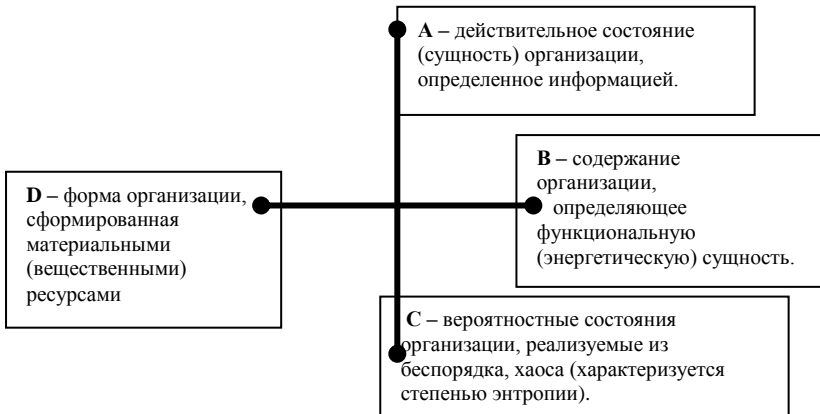 А – действительное состояние
(сущность) организации,
определенное информацией.
В – содержание
организации,
определяющее
функциональную
(энергетическую) сущность.
D – форма организации,
сформированная
материальными
(вещественными)
ресурсами
С – вероятностные состояния
организации, реализуемые из
беспорядка, хаоса (характеризуется
степенью энтропии).